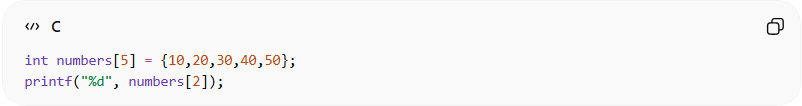 C
int numbers[5] = {10,20,30,40,50};
printf("%d", numbers[2]);